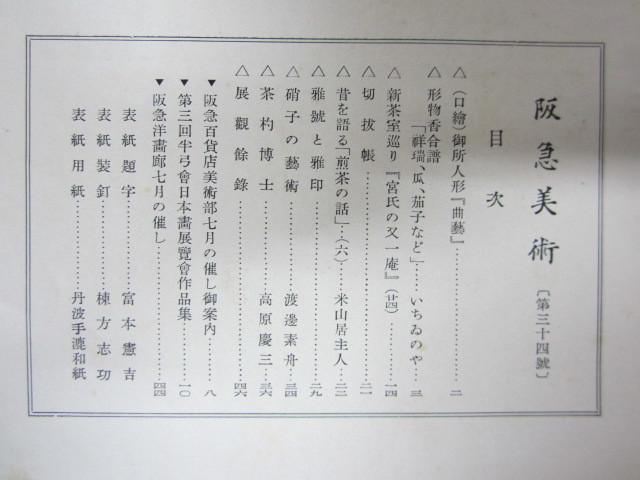 阪急美術〔第三十四號〕
目次
△(口繪)御所人形『曲藝』…………二
△形物香合譜
「祥瑞、瓜、茄子など」……いちゐのや…三
△新茶室巡り『宮氏の又一庵』(廿四)……一四
△切拔帳…………二一
△昔を語る「煎茶の話」…(六)……米山居主人…二二
△雅號と雅印…………二九
△硝子の藝術…………渡邊素舟…三四
△茶杓博士…………高原慶三…三六
△展觀餘錄…………四六
▼阪急百貨店美術部七月の催し御案内……八
▼第三回半弓會日本畫展覽會作品集……一〇
▼阪急洋畫廊七月の催し…………四四
表紙題字…………富本憲吉
表紙裝釘…………棟方志功
表紙用紙…………丹波手漉和紙